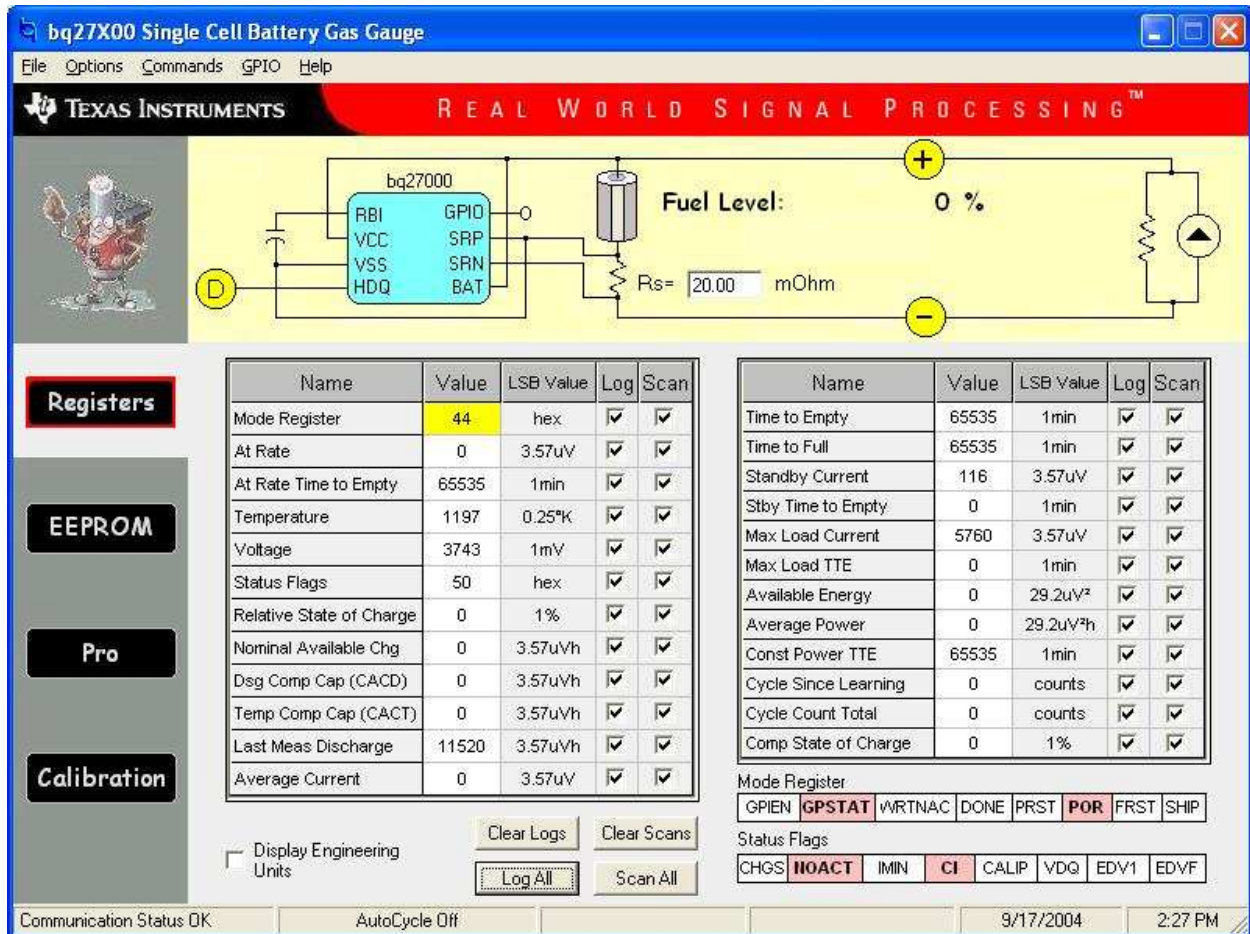 bq27X00 Single Cell Battery Gas Gauge
File Options Commands GPIO Help
TEXAS INSTRUMENTS REAL WORLD SIGNAL PROCESSING™
bq27000
RBI GPIO
VCC SRP
VSS SRN
HDQ BAT
D
+
Fuel Level: 0 %
Rs= 20.00 mOhm
-
Registers
EEPROM
Pro
Calibration
Name Value LSB Value Log Scan
Mode Register 44 hex
At Rate 0 3.57uV
At Rate Time to Empty 65535 1min
Temperature 1197 0.25°K
Voltage 3743 1mV
Status Flags 50 hex
Relative State of Charge 0 1%
Nominal Available Chg 0 3.57uVh
Dsg Comp Cap (CACD) 0 3.57uVh
Temp Comp Cap (CACT) 0 3.57uVh
Last Meas Discharge 11520 3.57uVh
Average Current 0 3.57uV
Name Value LSB Value Log Scan
Time to Empty 65535 1min
Time to Full 65535 1min
Standby Current 116 3.57uV
Stby Time to Empty 0 1min
Max Load Current 5760 3.57uV
Max Load TTE 0 1min
Available Energy 0 29.2uV²
Average Power 0 29.2uV²h
Const Power TTE 65535 1min
Cycle Since Learning 0 counts
Cycle Count Total 0 counts
Comp State of Charge 0 1%
Mode Register
GPIEN GPSTAT WRTNAC DONE PRST POR FRST SHIP
Status Flags
CHGS NOACT IMIN CI CALIP VDQ EDV1 EDVF
Display Engineering
Units
Clear Logs Clear Scans
Log All Scan All
Communication Status OK AutoCycle Off 9/17/2004 2:27 PM